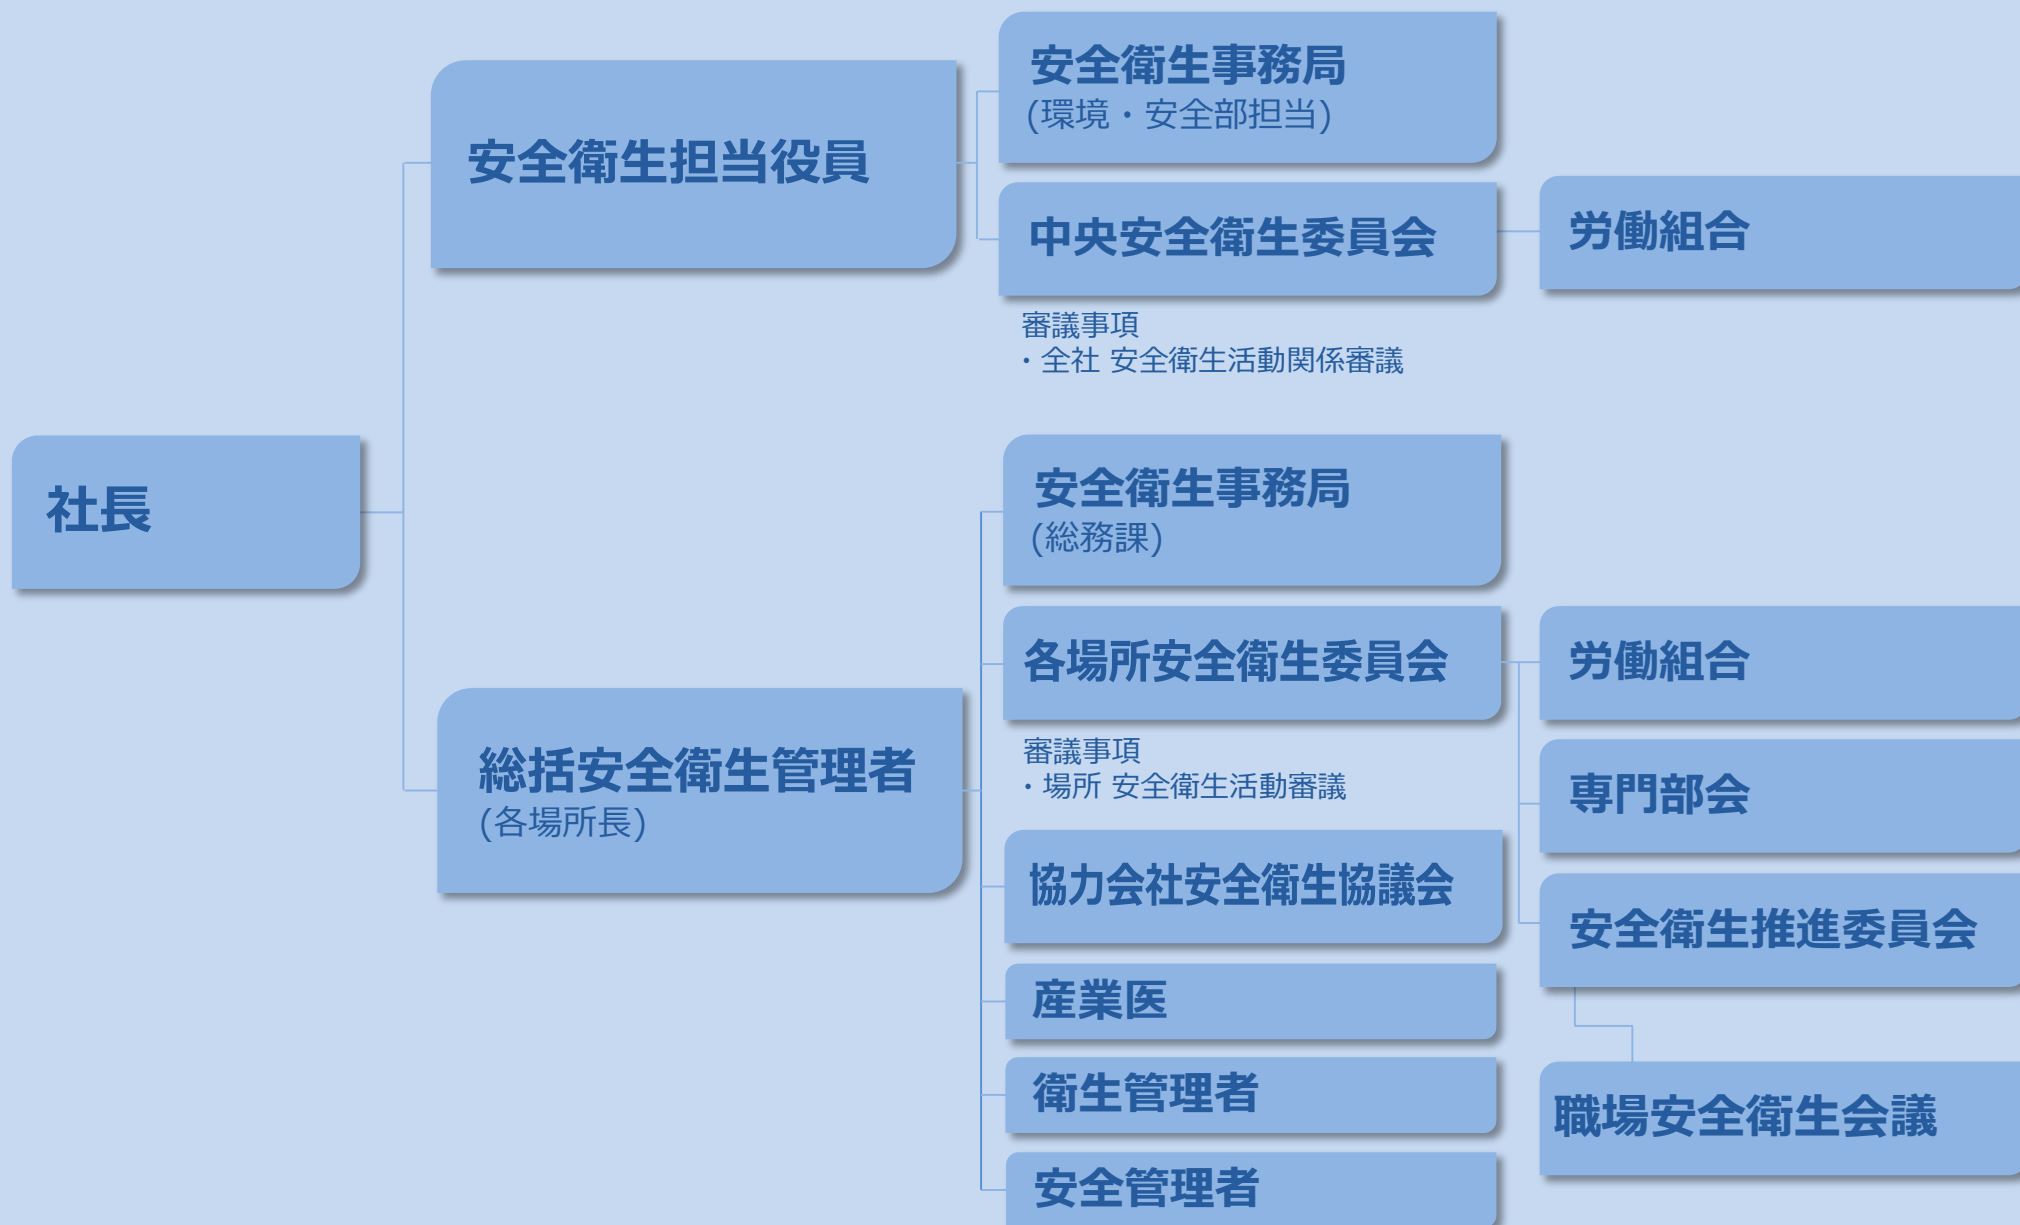 社長
安全衛生担当役員
安全衛生事務局
(環境・安全部担当)
中央安全衛生委員会
労働組合
審議事項
・全社 安全衛生活動関係審議
総括安全衛生管理者
(各場所長)
安全衛生事務局
(総務課)
各場所安全衛生委員会
審議事項
・場所 安全衛生活動審議
労働組合
専門部会
安全衛生推進委員会
職場安全衛生会議
協力会社安全衛生協議会
産業医
衛生管理者
安全管理者